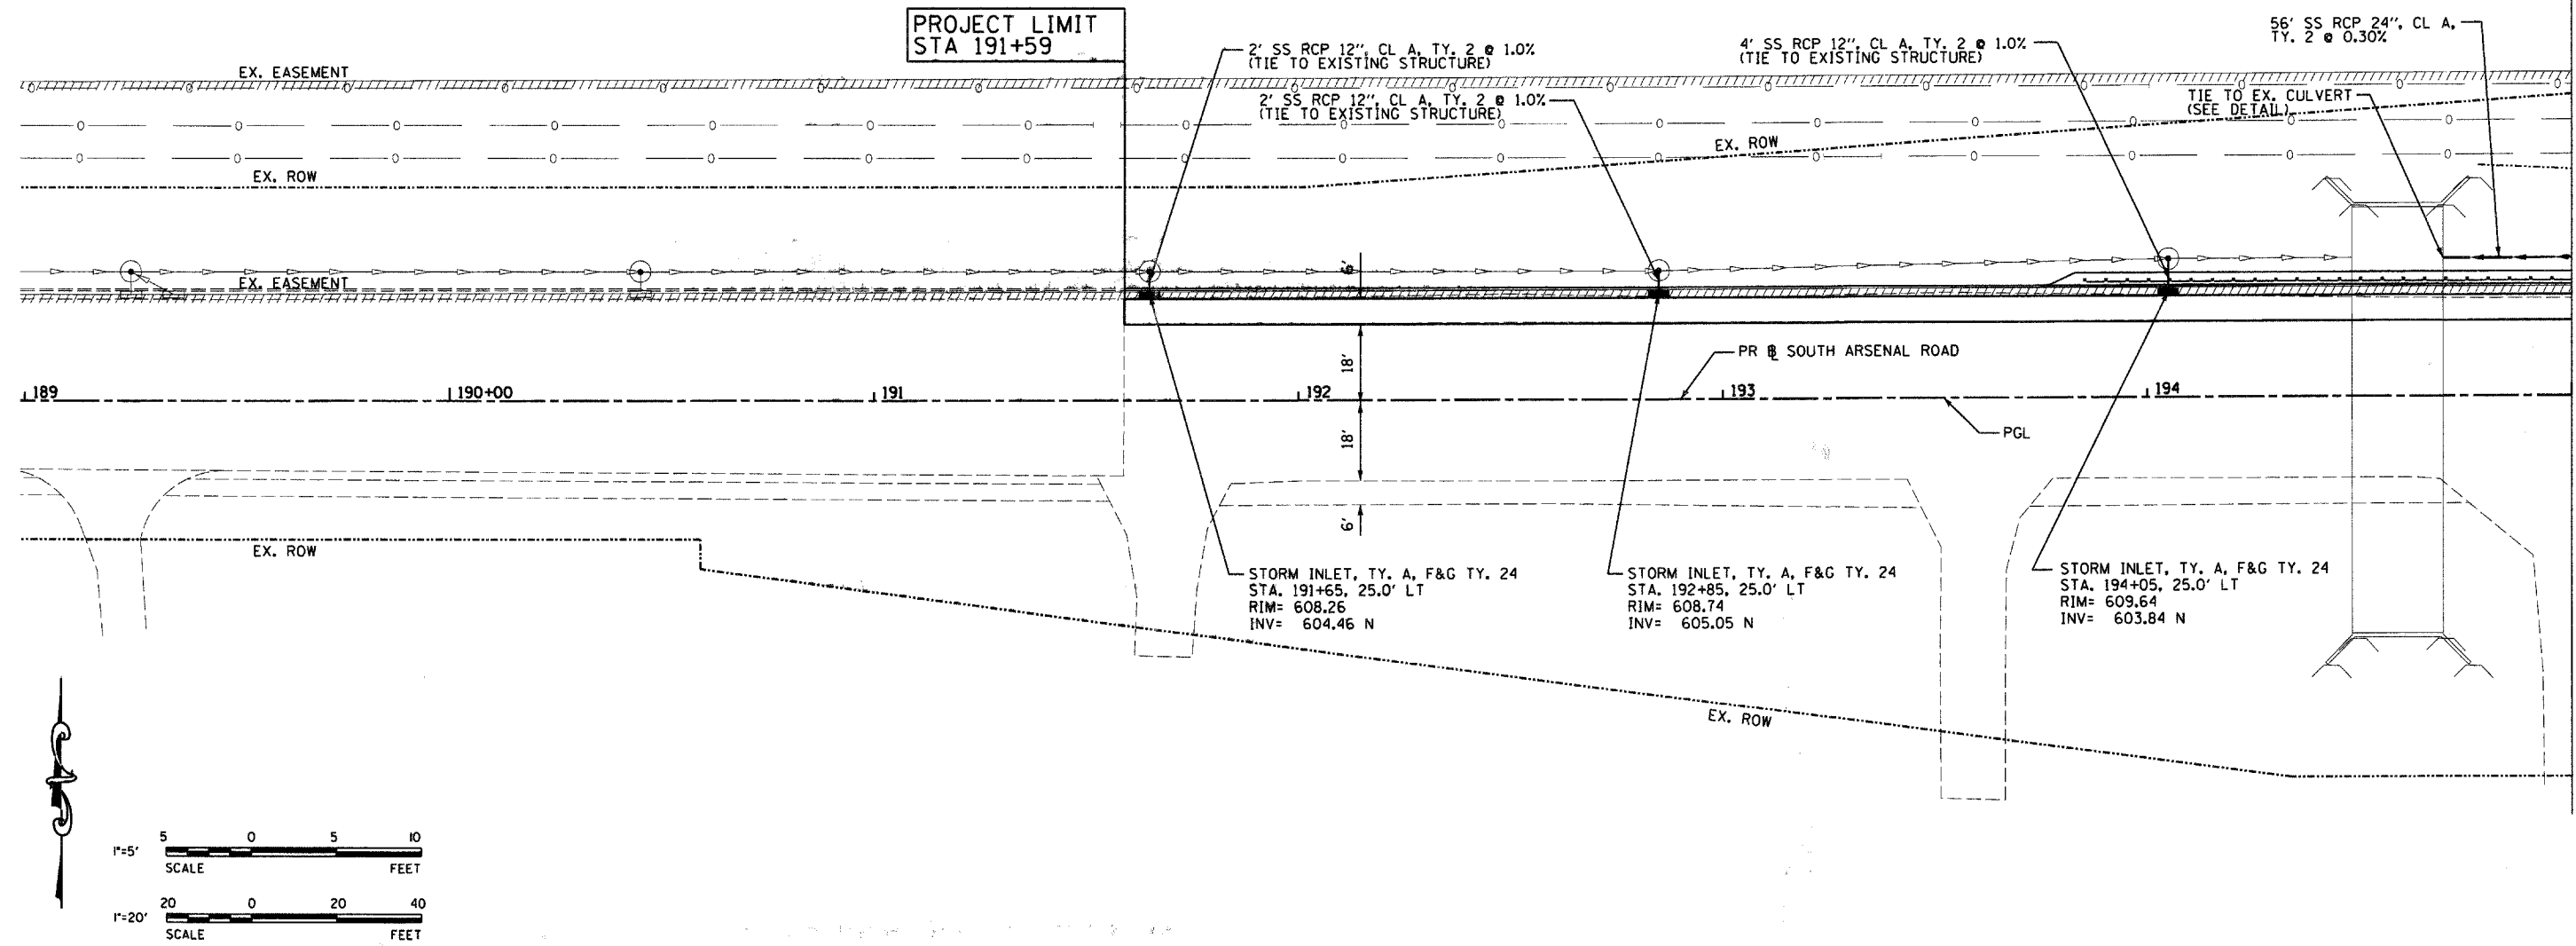 PROJECT LIMIT
STA 191+59
2' SS RCP 12", CL A, TY. 2 @ 1.0%
(TIE TO EXISTING STRUCTURE)
4' SS RCP 12", CL A, TY. 2 @ 1.0%
(TIE TO EXISTING STRUCTURE)
56' SS RCP 24", CL A,
TY. 2 @ 0.30%
EX. EASEMENT
2' SS RCP 12", CL A, TY. 2 @ 1.0%
(TIE TO EXISTING STRUCTURE)
TIE TO EX. CULVERT
(SEE DETAIL)
EX. ROW
EX. ROW
EX. EASEMENT
6'
18'
PR BL SOUTH ARSENAL ROAD
189
190+00
191
192
193
194
18'
PGL
6'
EX. ROW
STORM INLET, TY. A, F&G TY. 24
STA. 191+65, 25.0' LT
RIM= 608.26
INV= 604.46 N
STORM INLET, TY. A, F&G TY. 24
STA. 192+85, 25.0' LT
RIM= 608.74
INV= 605.05 N
STORM INLET, TY. A, F&G TY. 24
STA. 194+05, 25.0' LT
RIM= 609.64
INV= 603.84 N
EX. ROW
5 0 5 10
1"=5'
SCALE FEET
20 0 20 40
1"=20'
SCALE FEET